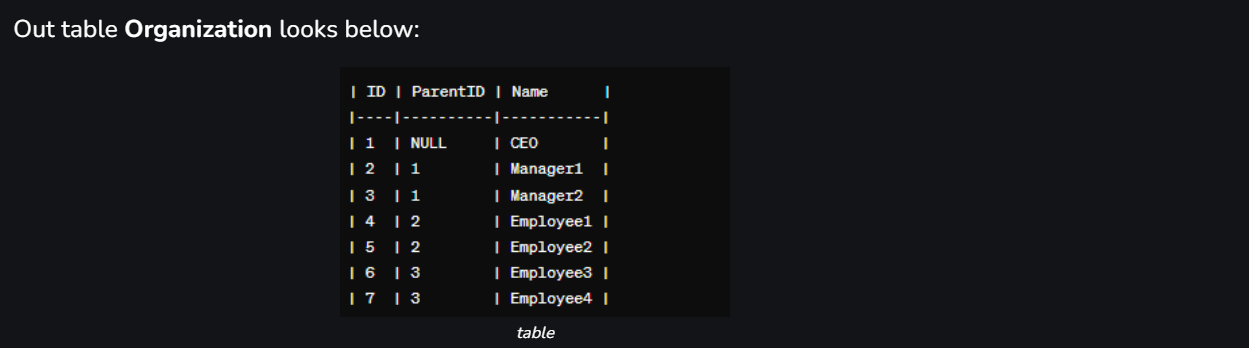 Out table Organization looks below:
| ID | ParentID | Name |
|----|----------|-----------|
| 1 | NULL | CEO |
| 2 | 1 | Manager1 |
| 3 | 1 | Manager2 |
| 4 | 2 | Employee1 |
| 5 | 2 | Employee2 |
| 6 | 3 | Employee3 |
| 7 | 3 | Employee4 |
table